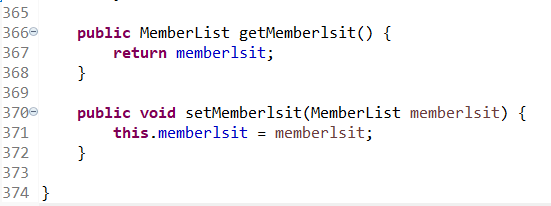 365
366 public MemberList getMemberlsit() {
367 return memberlsit;
368 }
369
370 public void setMemberlsit(MemberList memberlsit) {
371 this.memberlsit = memberlsit;
372 }
373
374 }